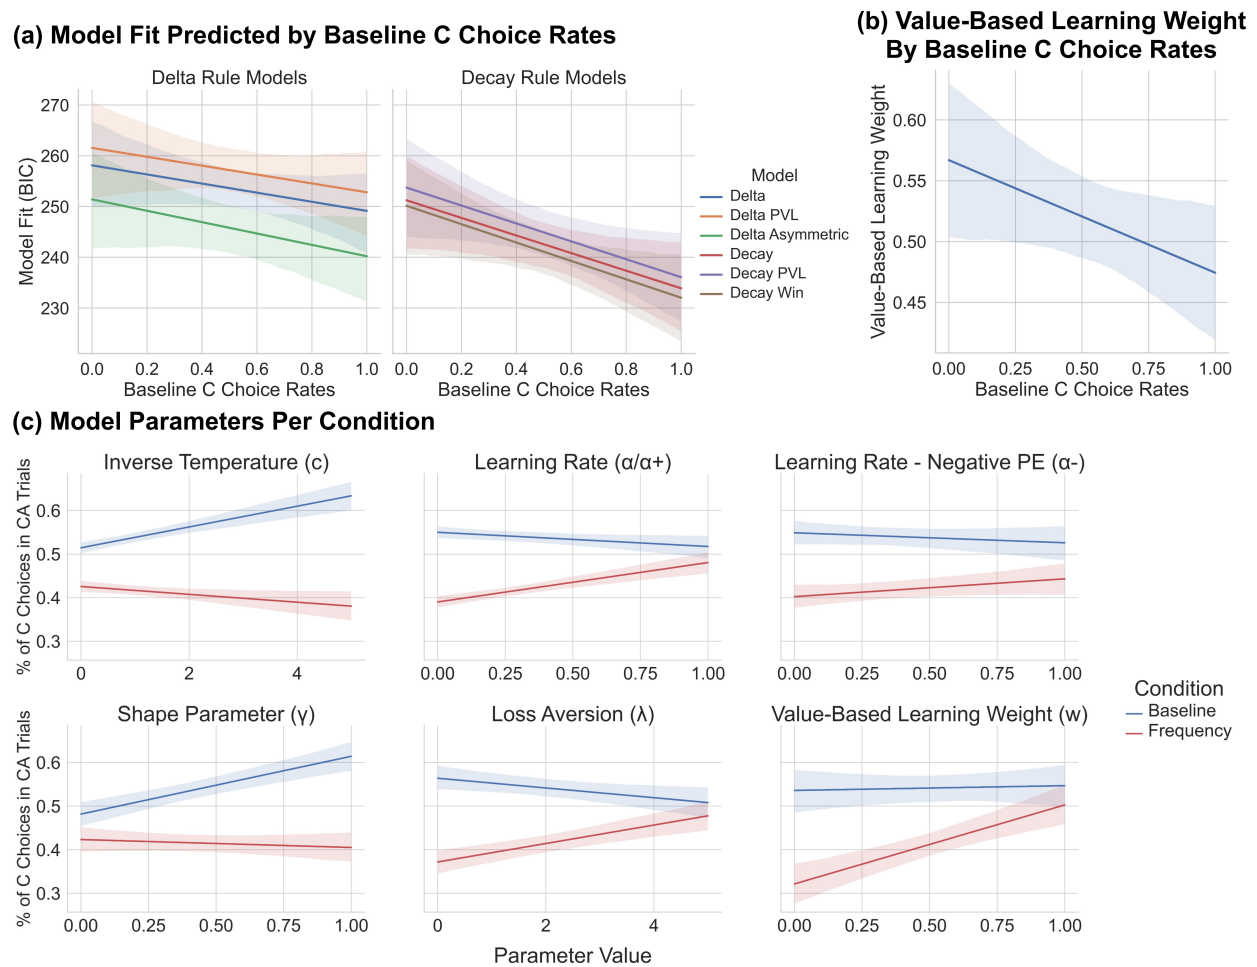 (a) Model Fit Predicted by Baseline C Choice Rates
Delta Rule Models
Decay Rule Models
Model Fit (BIC)
270
260
250
240
230
0.0 0.2 0.4 0.6 0.8 1.0
Baseline C Choice Rates
0.0 0.2 0.4 0.6 0.8 1.0
Baseline C Choice Rates
Model
Delta
Delta PVL
Delta Asymmetric
Decay
Decay PVL
Decay Win
(b) Value-Based Learning Weight
By Baseline C Choice Rates
Value-Based Learning Weight
0.60
0.55
0.50
0.45
0.00 0.25 0.50 0.75 1.00
Baseline C Choice Rates
(c) Model Parameters Per Condition
Inverse Temperature (c)
% of C Choices in CA Trials
0.6
0.5
0.4
0.3
0 2 4
Learning Rate (α/α+)
0.00 0.25 0.50 0.75 1.00
Learning Rate - Negative PE (α-)
0.00 0.25 0.50 0.75 1.00
Shape Parameter (γ)
% of C Choices in CA Trials
0.6
0.5
0.4
0.3
0.00 0.25 0.50 0.75 1.00
Loss Aversion (λ)
0 2 4
Parameter Value
Value-Based Learning Weight (w)
0.00 0.25 0.50 0.75 1.00
Condition
Baseline
Frequency